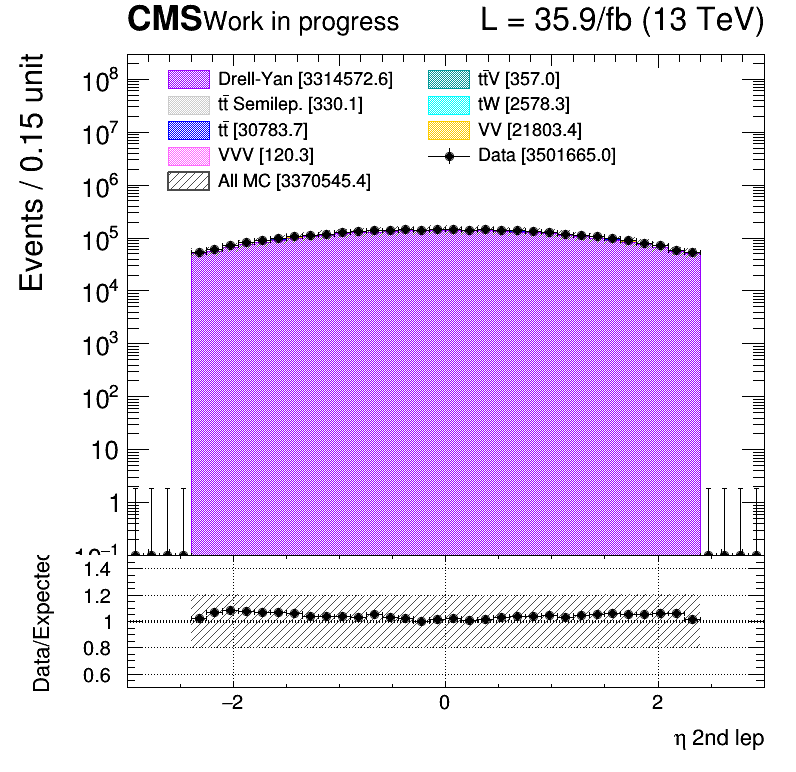 CMS Work in progress L = 35.9/fb (13 TeV)
Events / 0.15 unit
Drell-Yan [3314572.6] tt̄V [357.0]
tt̄ Semilep. [330.1] tW [2578.3]
tt̄ [30783.7] VV [21803.4]
VVV [120.3] Data [3501665.0]
All MC [3370545.4]
10⁸
10⁷
10⁶
10⁵
10⁴
10³
10²
10
1
10⁻¹
Data/Expected
1.4
1.2
1
0.8
0.6
−2 0 2
η 2nd lep